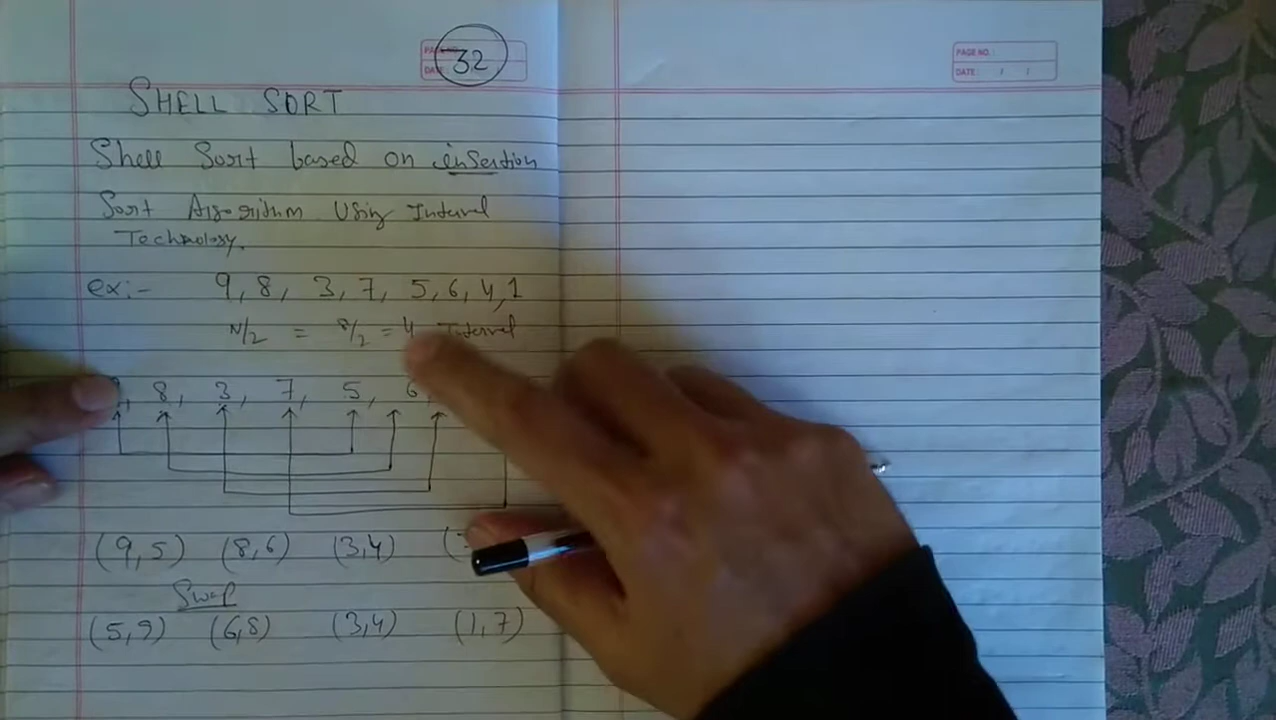 32
PAGE NO.:
DATE: / /
SHELL SORT
Shell Sort based on insertion
Sort Algorithm Using Interval
Technology.
ex:- 9, 8, 3, 7, 5, 6, 4, 1
N/2 = 8/2 = 4 Interval
8, 3, 7, 5, 6
(9,5) (8,6) (3,4)
Swap
(5,9) (6,8) (3,4) (1,7)